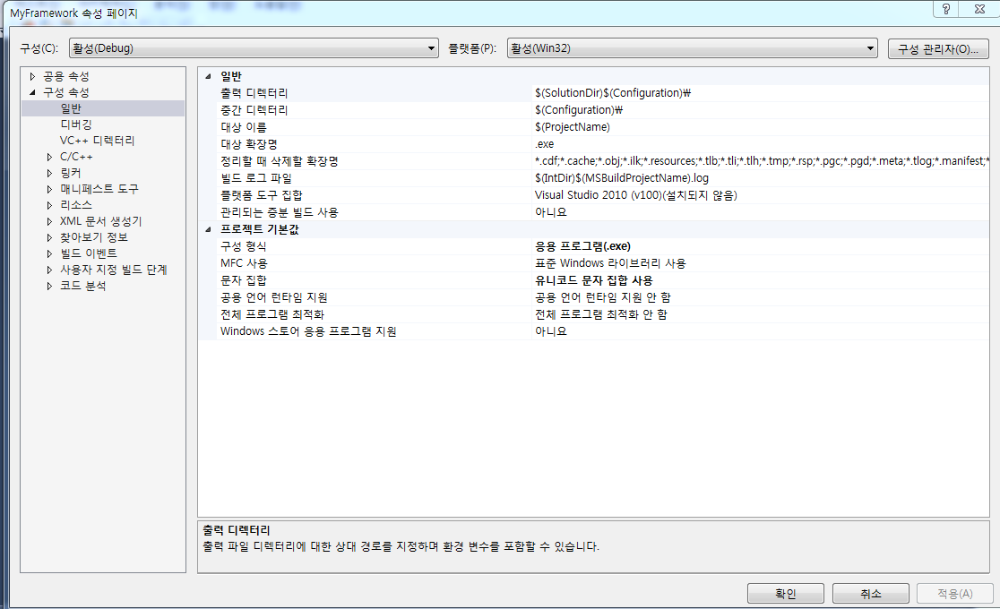 MyFramework 속성 페이지
구성(C): 활성(Debug) 플랫폼(P): 활성(Win32) 구성 관리자(O)...
공용 속성
구성 속성
일반
디버깅
VC++ 디렉터리
C/C++
링커
매니페스트 도구
리소스
XML 문서 생성기
찾아보기 정보
빌드 이벤트
사용자 지정 빌드 단계
코드 분석
일반
출력 디렉터리 $(SolutionDir)$(Configuration)₩
중간 디렉터리 $(Configuration)₩
대상 이름 $(ProjectName)
대상 확장명 .exe
정리할 때 삭제할 확장명 *.cdf;*.cache;*.obj;*.ilk;*.resources;*.tlb;*.tli;*.tlh;*.tmp;*.rsp;*.pgc;*.pgd;*.meta;*.tlog;*.manifest;*
빌드 로그 파일 $(IntDir)$(MSBuildProjectName).log
플랫폼 도구 집합 Visual Studio 2010 (v100)(설치되지 않음)
관리되는 증분 빌드 사용 아니요
프로젝트 기본값
구성 형식 응용 프로그램(.exe)
MFC 사용 표준 Windows 라이브러리 사용
문자 집합 유니코드 문자 집합 사용
공용 언어 런타임 지원 공용 언어 런타임 지원 안 함
전체 프로그램 최적화 전체 프로그램 최적화 안 함
Windows 스토어 응용 프로그램 지원 아니요
출력 디렉터리
출력 파일 디렉터리에 대한 상대 경로를 지정하며 환경 변수를 포함할 수 있습니다.
확인 취소 적용(A)